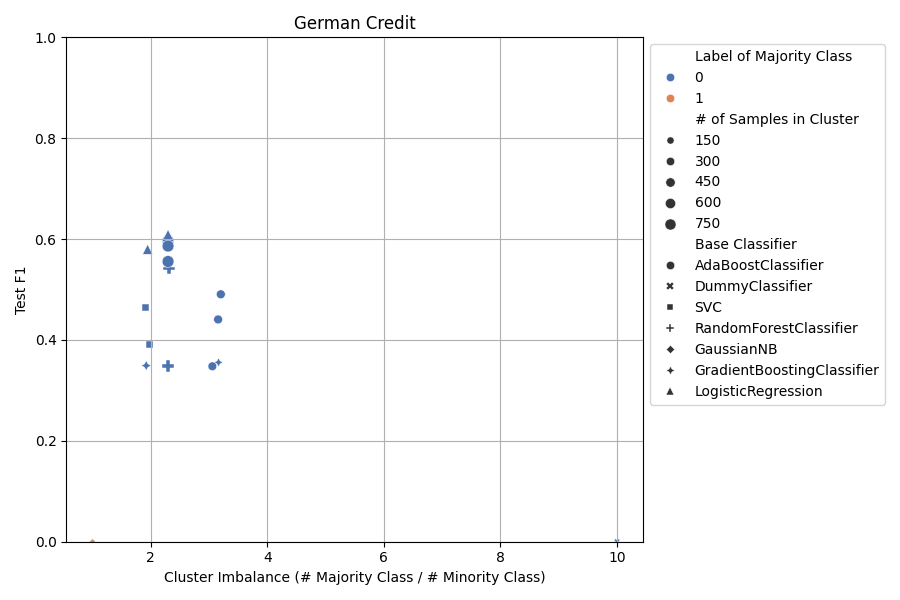 German Credit
1.0
0.8
0.6
0.4
0.2
0.0
Test F1
2
4
6
8
10
Cluster Imbalance (# Majority Class / # Minority Class)
Label of Majority Class
0
1
# of Samples in Cluster
150
300
450
600
750
Base Classifier
AdaBoostClassifier
DummyClassifier
SVC
RandomForestClassifier
GaussianNB
GradientBoostingClassifier
LogisticRegression